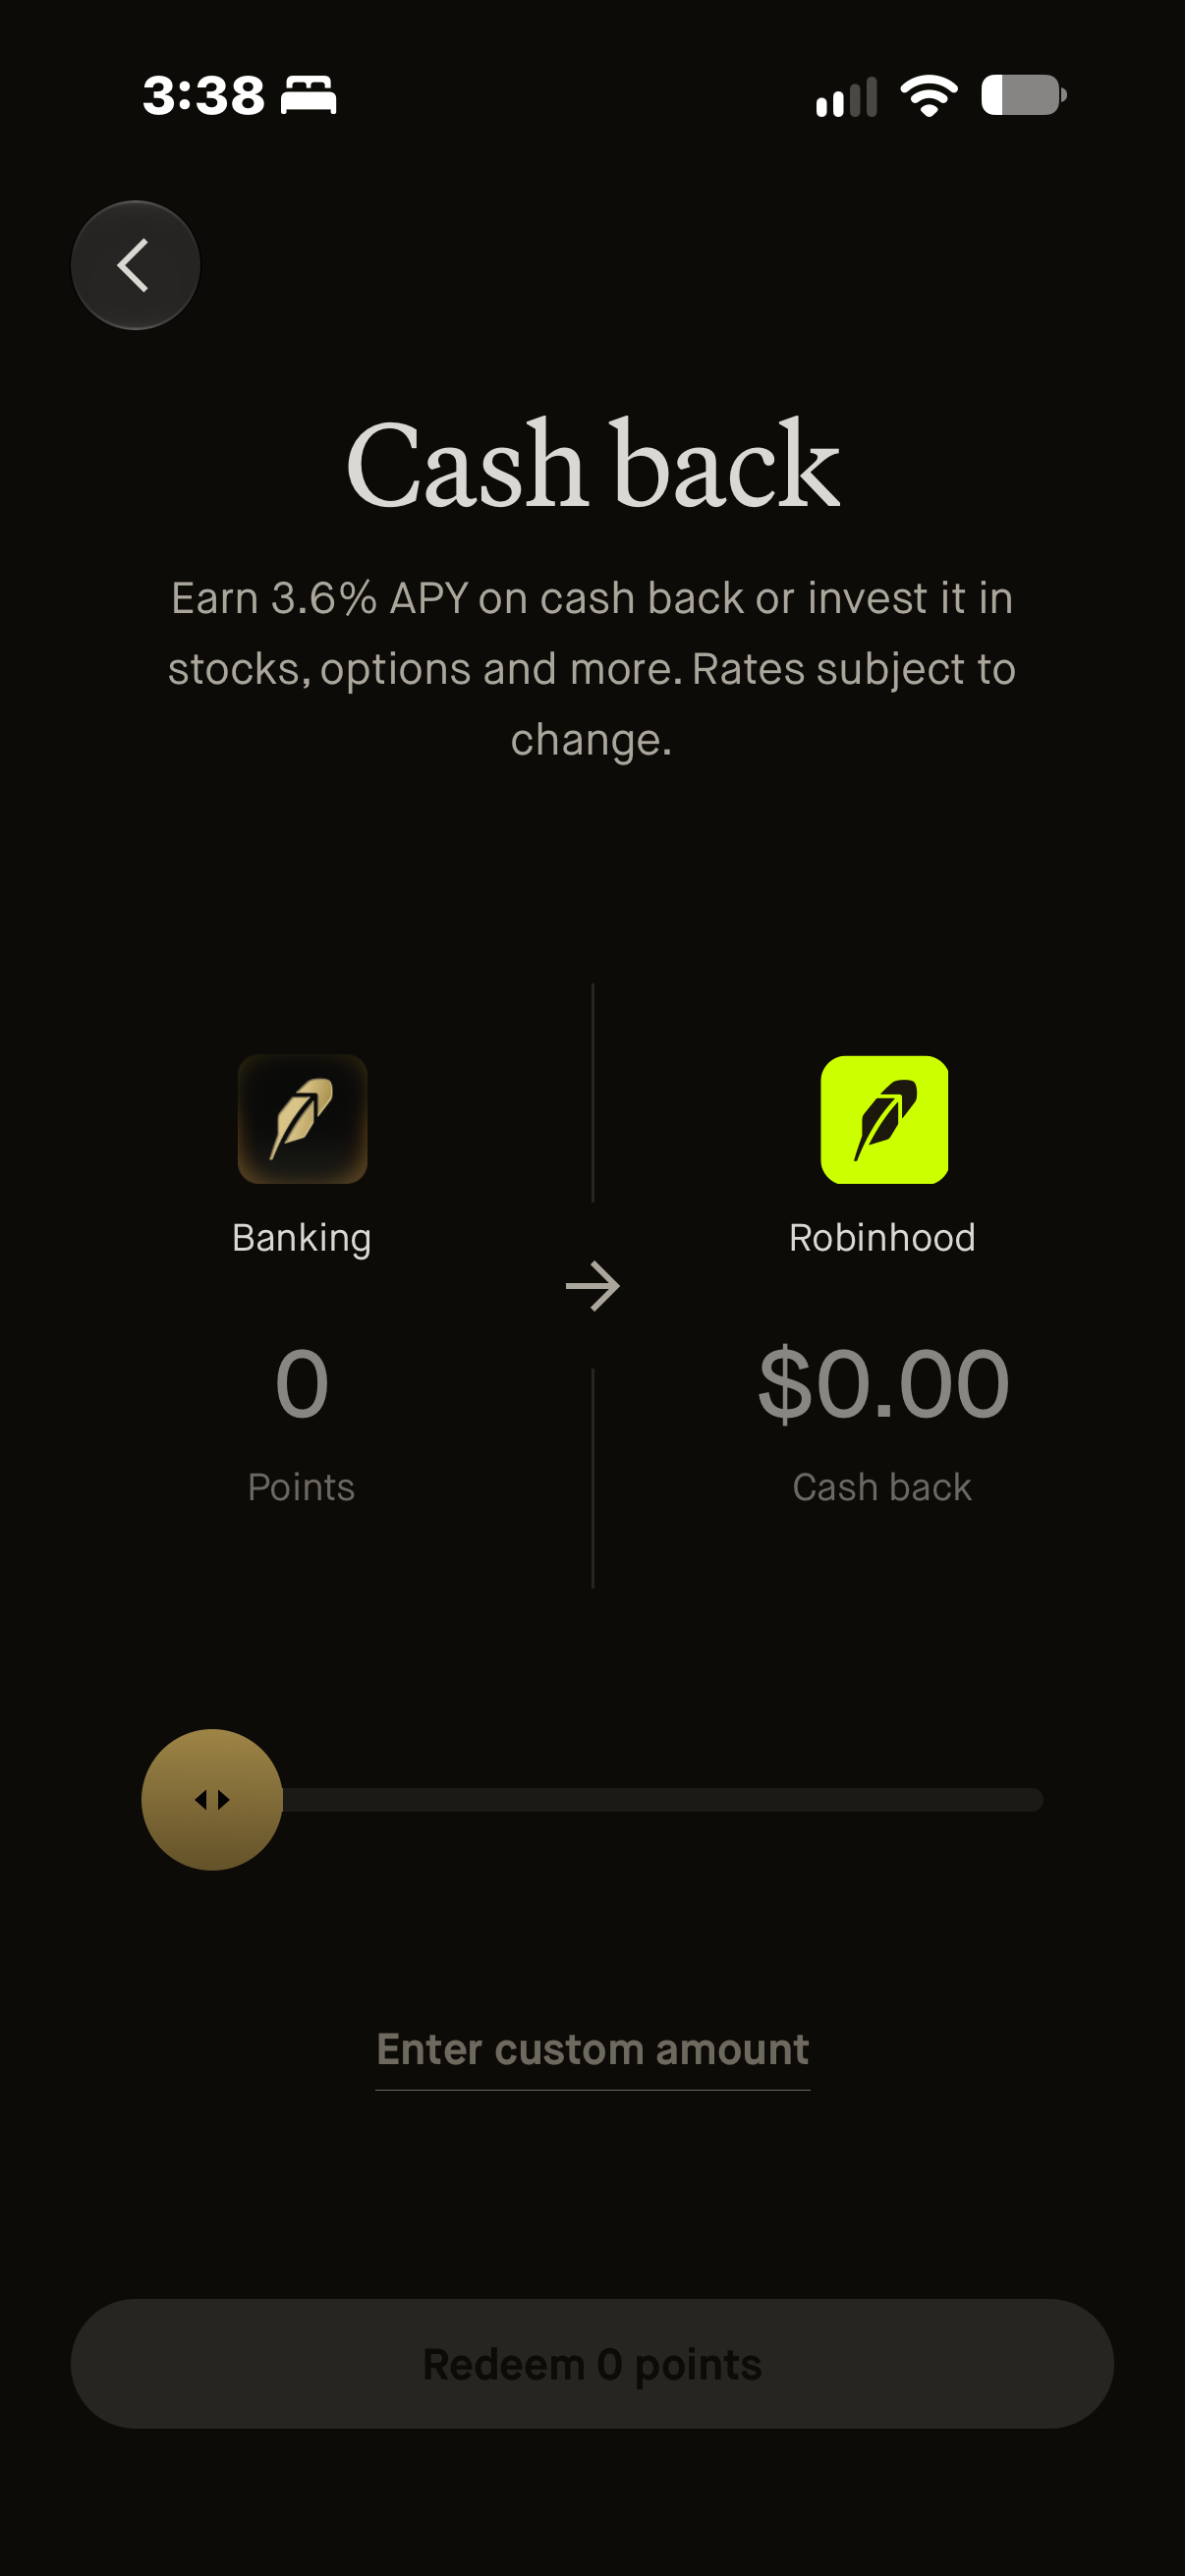 3:38
Cash back
Earn 3.6% APY on cash back or invest it in
stocks, options and more. Rates subject to
change.
Banking
Robinhood
0
$0.00
Points
Cash back
Enter custom amount
Redeem 0 points